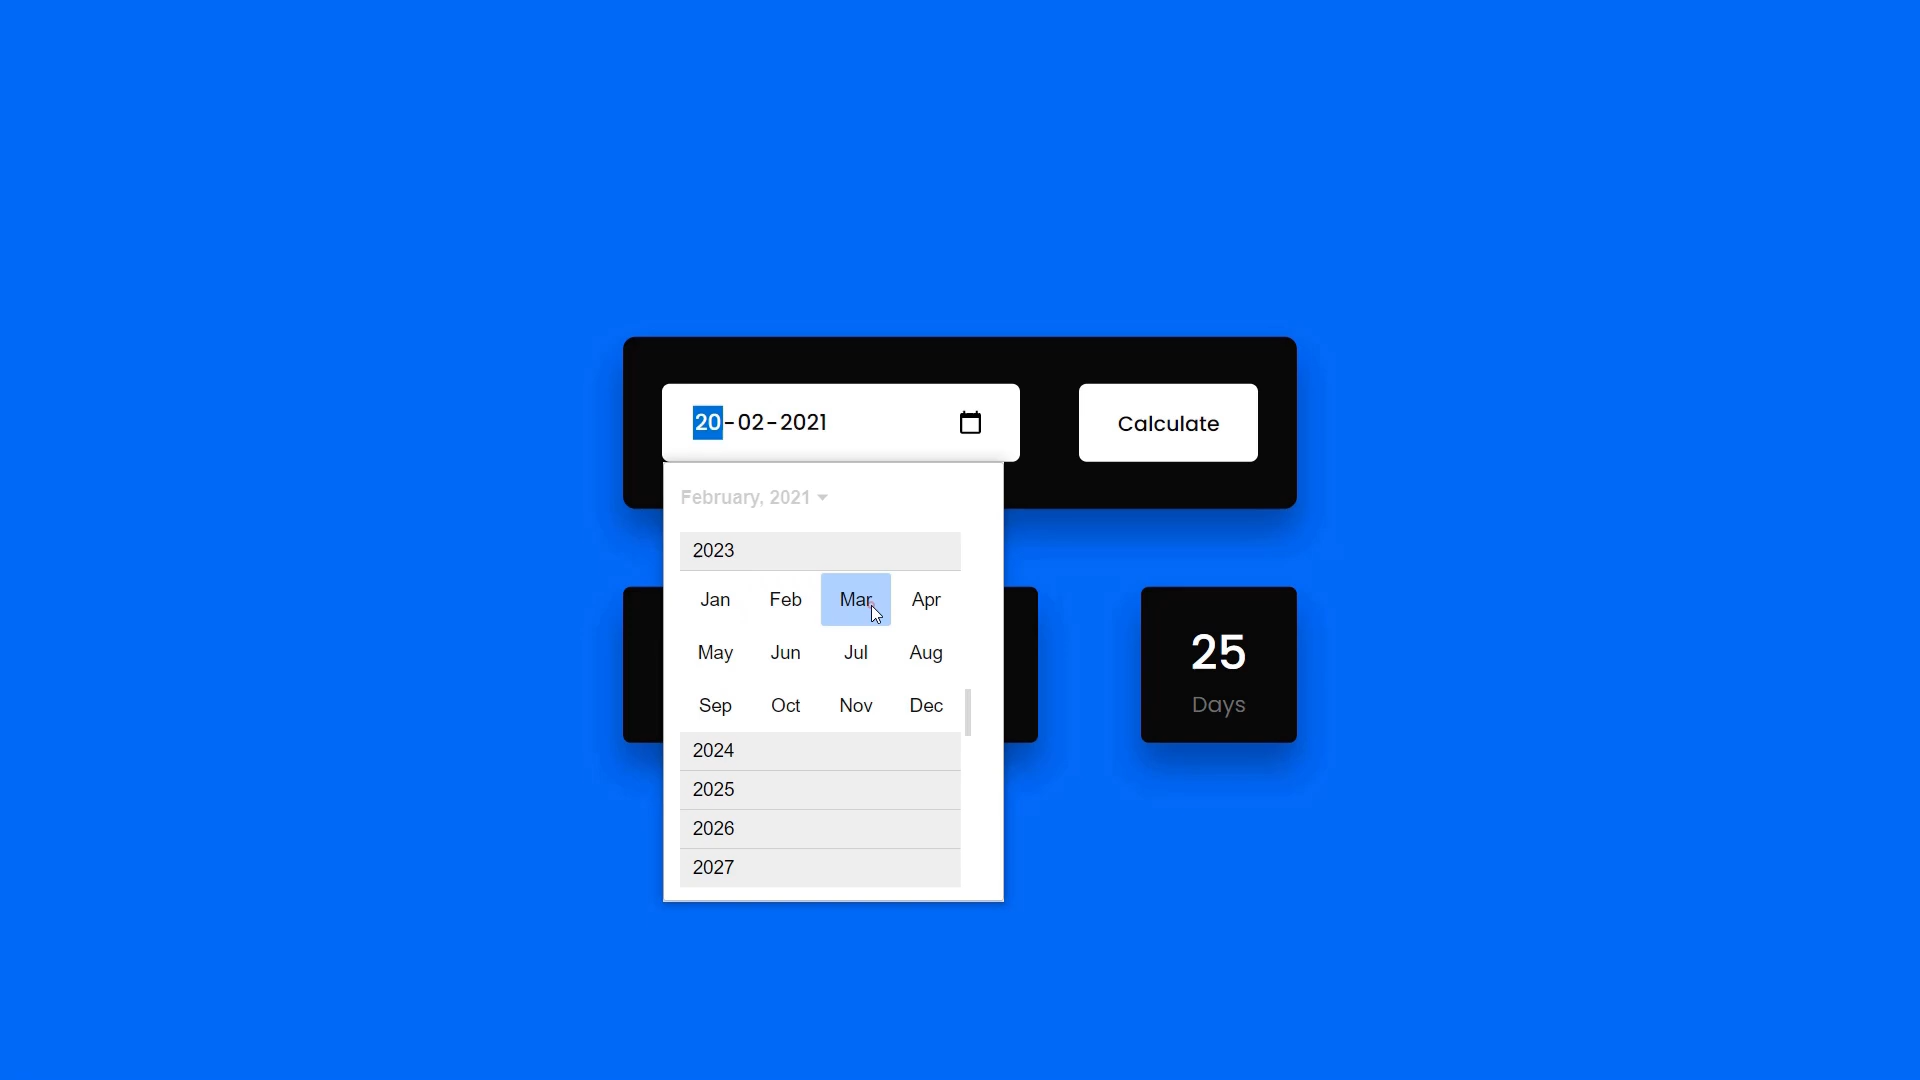 20-02-2021
Calculate
February, 2021
2023
Jan Feb Mar Apr
May Jun Jul Aug
Sep Oct Nov Dec
2024
2025
2026
2027
25
Days